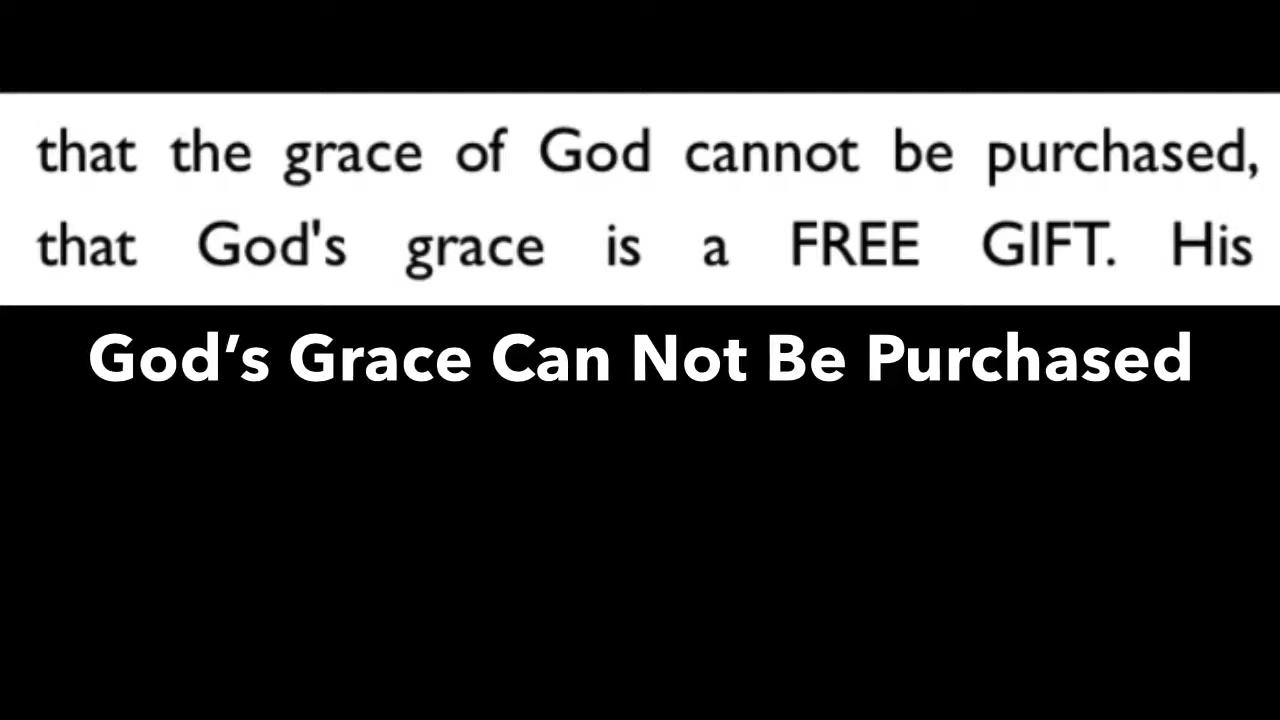 that the grace of God cannot be purchased,
that God's grace is a FREE GIFT. His
God’s Grace Can Not Be Purchased